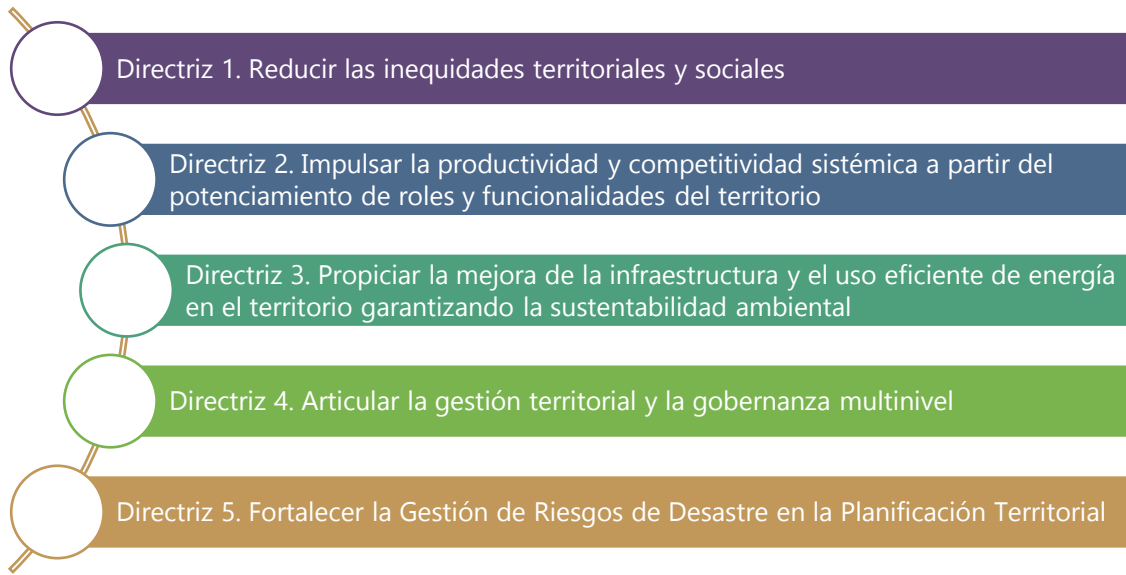 Directriz 1. Reducir las inequidades territoriales y sociales
Directriz 2. Impulsar la productividad y competitividad sistémica a partir del
potenciamiento de roles y funcionalidades del territorio
Directriz 3. Propiciar la mejora de la infraestructura y el uso eficiente de energía
en el territorio garantizando la sustentabilidad ambiental
Directriz 4. Articular la gestión territorial y la gobernanza multinivel
Directriz 5. Fortalecer la Gestión de Riesgos de Desastre en la Planificación Territorial